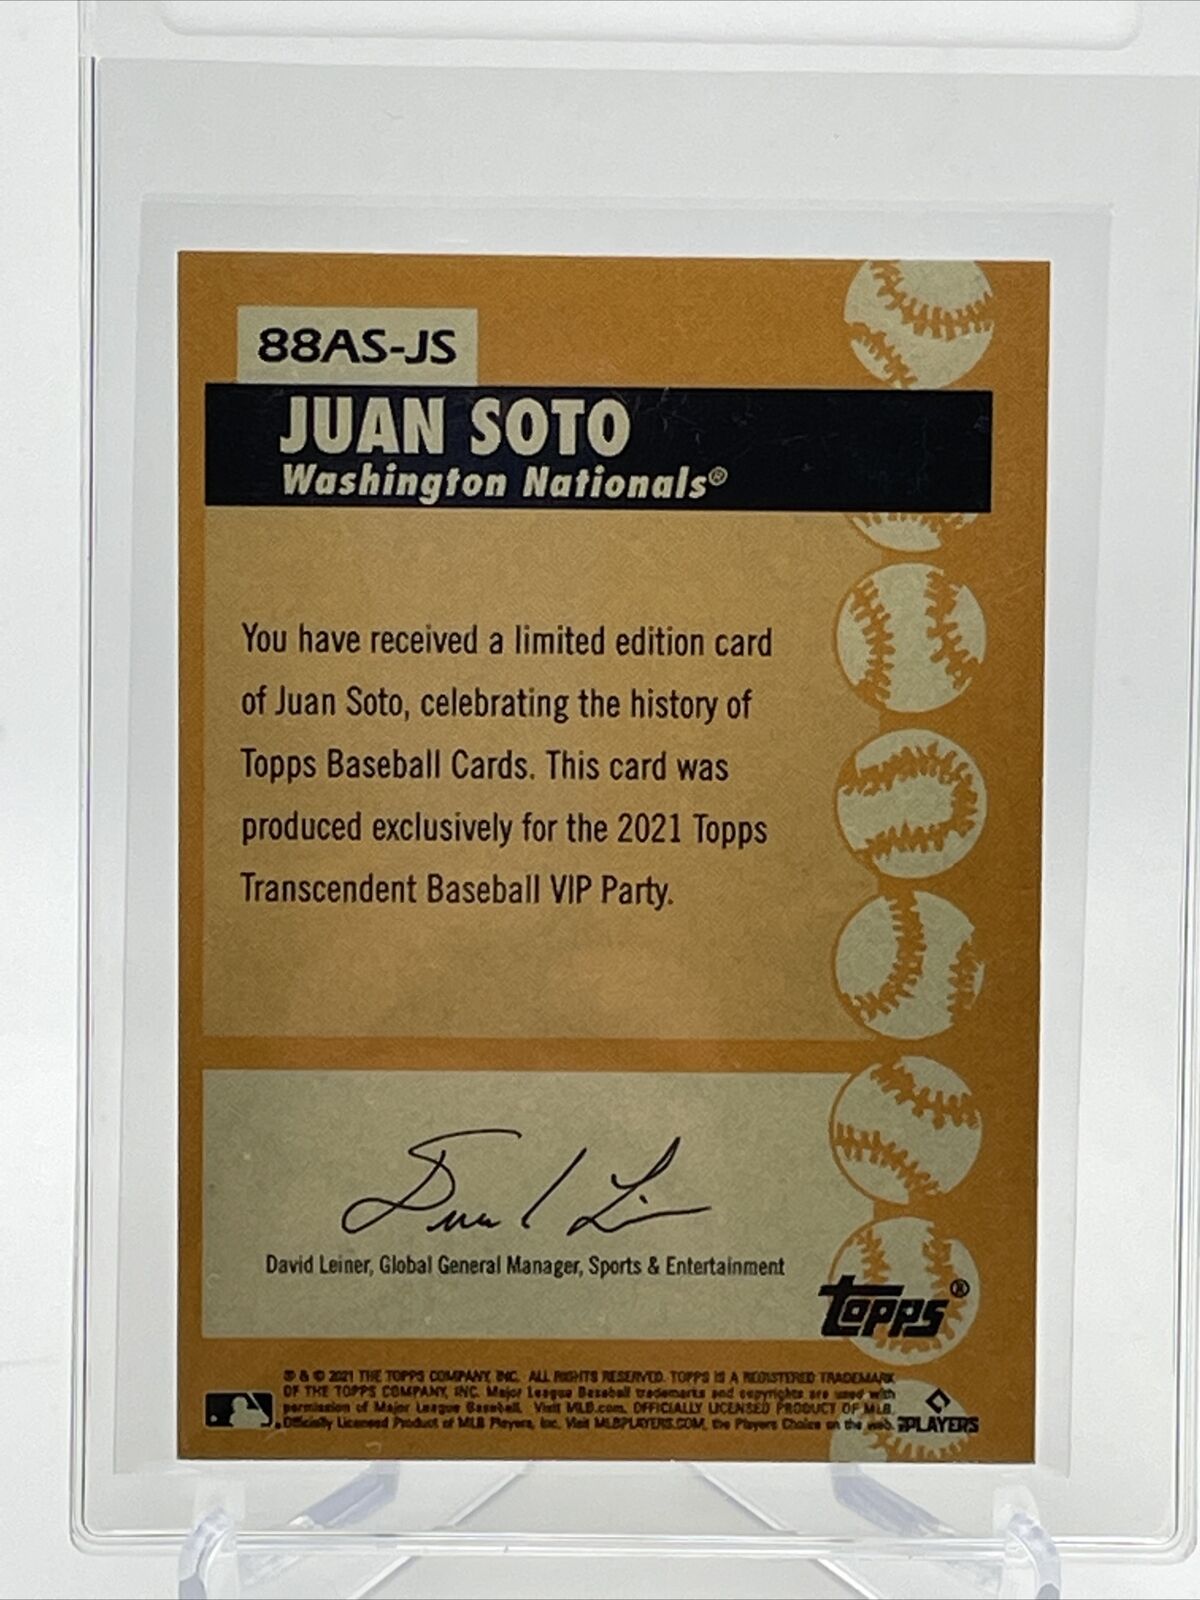 88AS-JS
JUAN SOTO
Washington Nationals®
You have received a limited edition card
of Juan Soto, celebrating the history of
Topps Baseball Cards. This card was
produced exclusively for the 2021 Topps
Transcendent Baseball VIP Party.
David Leiner, Global General Manager, Sports & Entertainment
topps®
® & © 2021 THE TOPPS COMPANY, INC. ALL RIGHTS RESERVED. TOPPS IS A REGISTERED TRADEMARK
OF THE TOPPS COMPANY, INC. Major League Baseball trademarks and copyrights are used with
permission of Major League Baseball. Visit MLB.com. OFFICIALLY LICENSED PRODUCT OF MLB
Officially Licensed Product of MLB Players, Inc. Visit MLBPLAYERS.COM, the Players Choice on the web.
PLAYERS